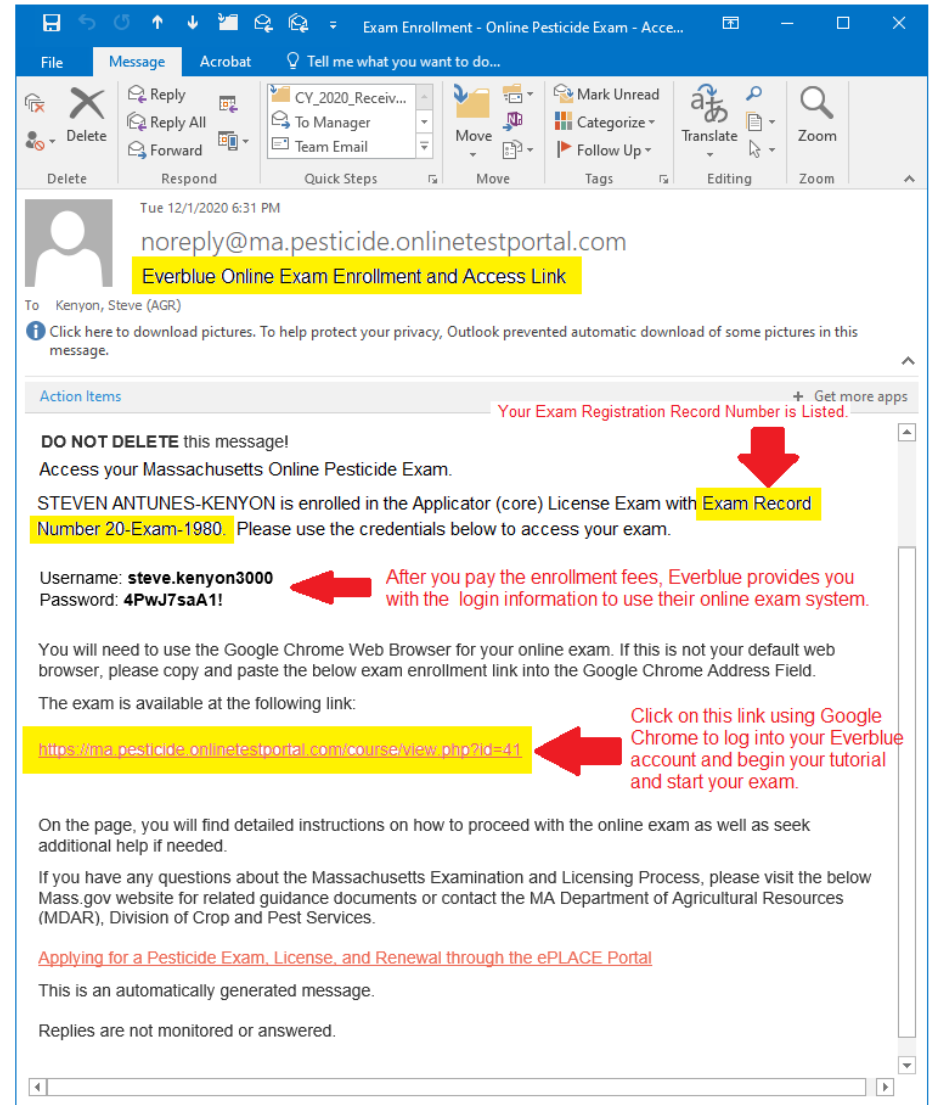 Exam Enrollment - Online Pesticide Exam - Acce...
File Message Acrobat Tell me what you want to do...
Delete
Reply
Reply All
Forward
CY_2020_Receiv...
To Manager
Team Email
Move
Mark Unread
Categorize
Follow Up
Translate
Zoom
Delete Respond Quick Steps Move Tags Editing Zoom
Tue 12/1/2020 6:31 PM
noreply@ma.pesticide.onlinetestportal.com
Everblue Online Exam Enrollment and Access Link
To Kenyon, Steve (AGR)
Click here to download pictures. To help protect your privacy, Outlook prevented automatic download of some pictures in this
message.
Action Items + Get more apps
Your Exam Registration Record Number is Listed.
DO NOT DELETE this message!
Access your Massachusetts Online Pesticide Exam.
STEVEN ANTUNES-KENYON is enrolled in the Applicator (core) License Exam with Exam Record
Number 20-Exam-1980. Please use the credentials below to access your exam.
Username: steve.kenyon3000
Password: 4PwJ7saA1!
After you pay the enrollment fees, Everblue provides you
with the login information to use their online exam system.
You will need to use the Google Chrome Web Browser for your online exam. If this is not your default web
browser, please copy and paste the below exam enrollment link into the Google Chrome Address Field.
The exam is available at the following link:
https://ma.pesticide.onlinetestportal.com/course/view.php?id=41
Click on this link using Google
Chrome to log into your Everblue
account and begin your tutorial
and start your exam.
On the page, you will find detailed instructions on how to proceed with the online exam as well as seek
additional help if needed.
If you have any questions about the Massachusetts Examination and Licensing Process, please visit the below
Mass.gov website for related guidance documents or contact the MA Department of Agricultural Resources
(MDAR), Division of Crop and Pest Services.
Applying for a Pesticide Exam, License, and Renewal through the ePLACE Portal
This is an automatically generated message.
Replies are not monitored or answered.